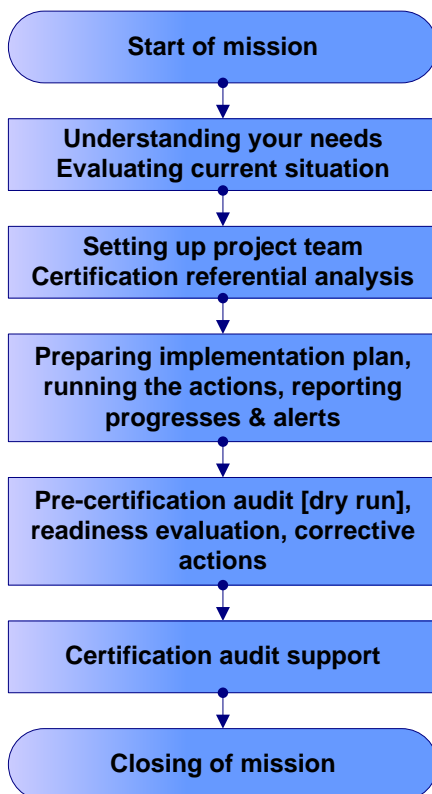 Start of mission
Understanding your needs
Evaluating current situation
Setting up project team
Certification referential analysis
Preparing implementation plan,
running the actions, reporting
progresses & alerts
Pre-certification audit [dry run],
readiness evaluation, corrective
actions
Certification audit support
Closing of mission